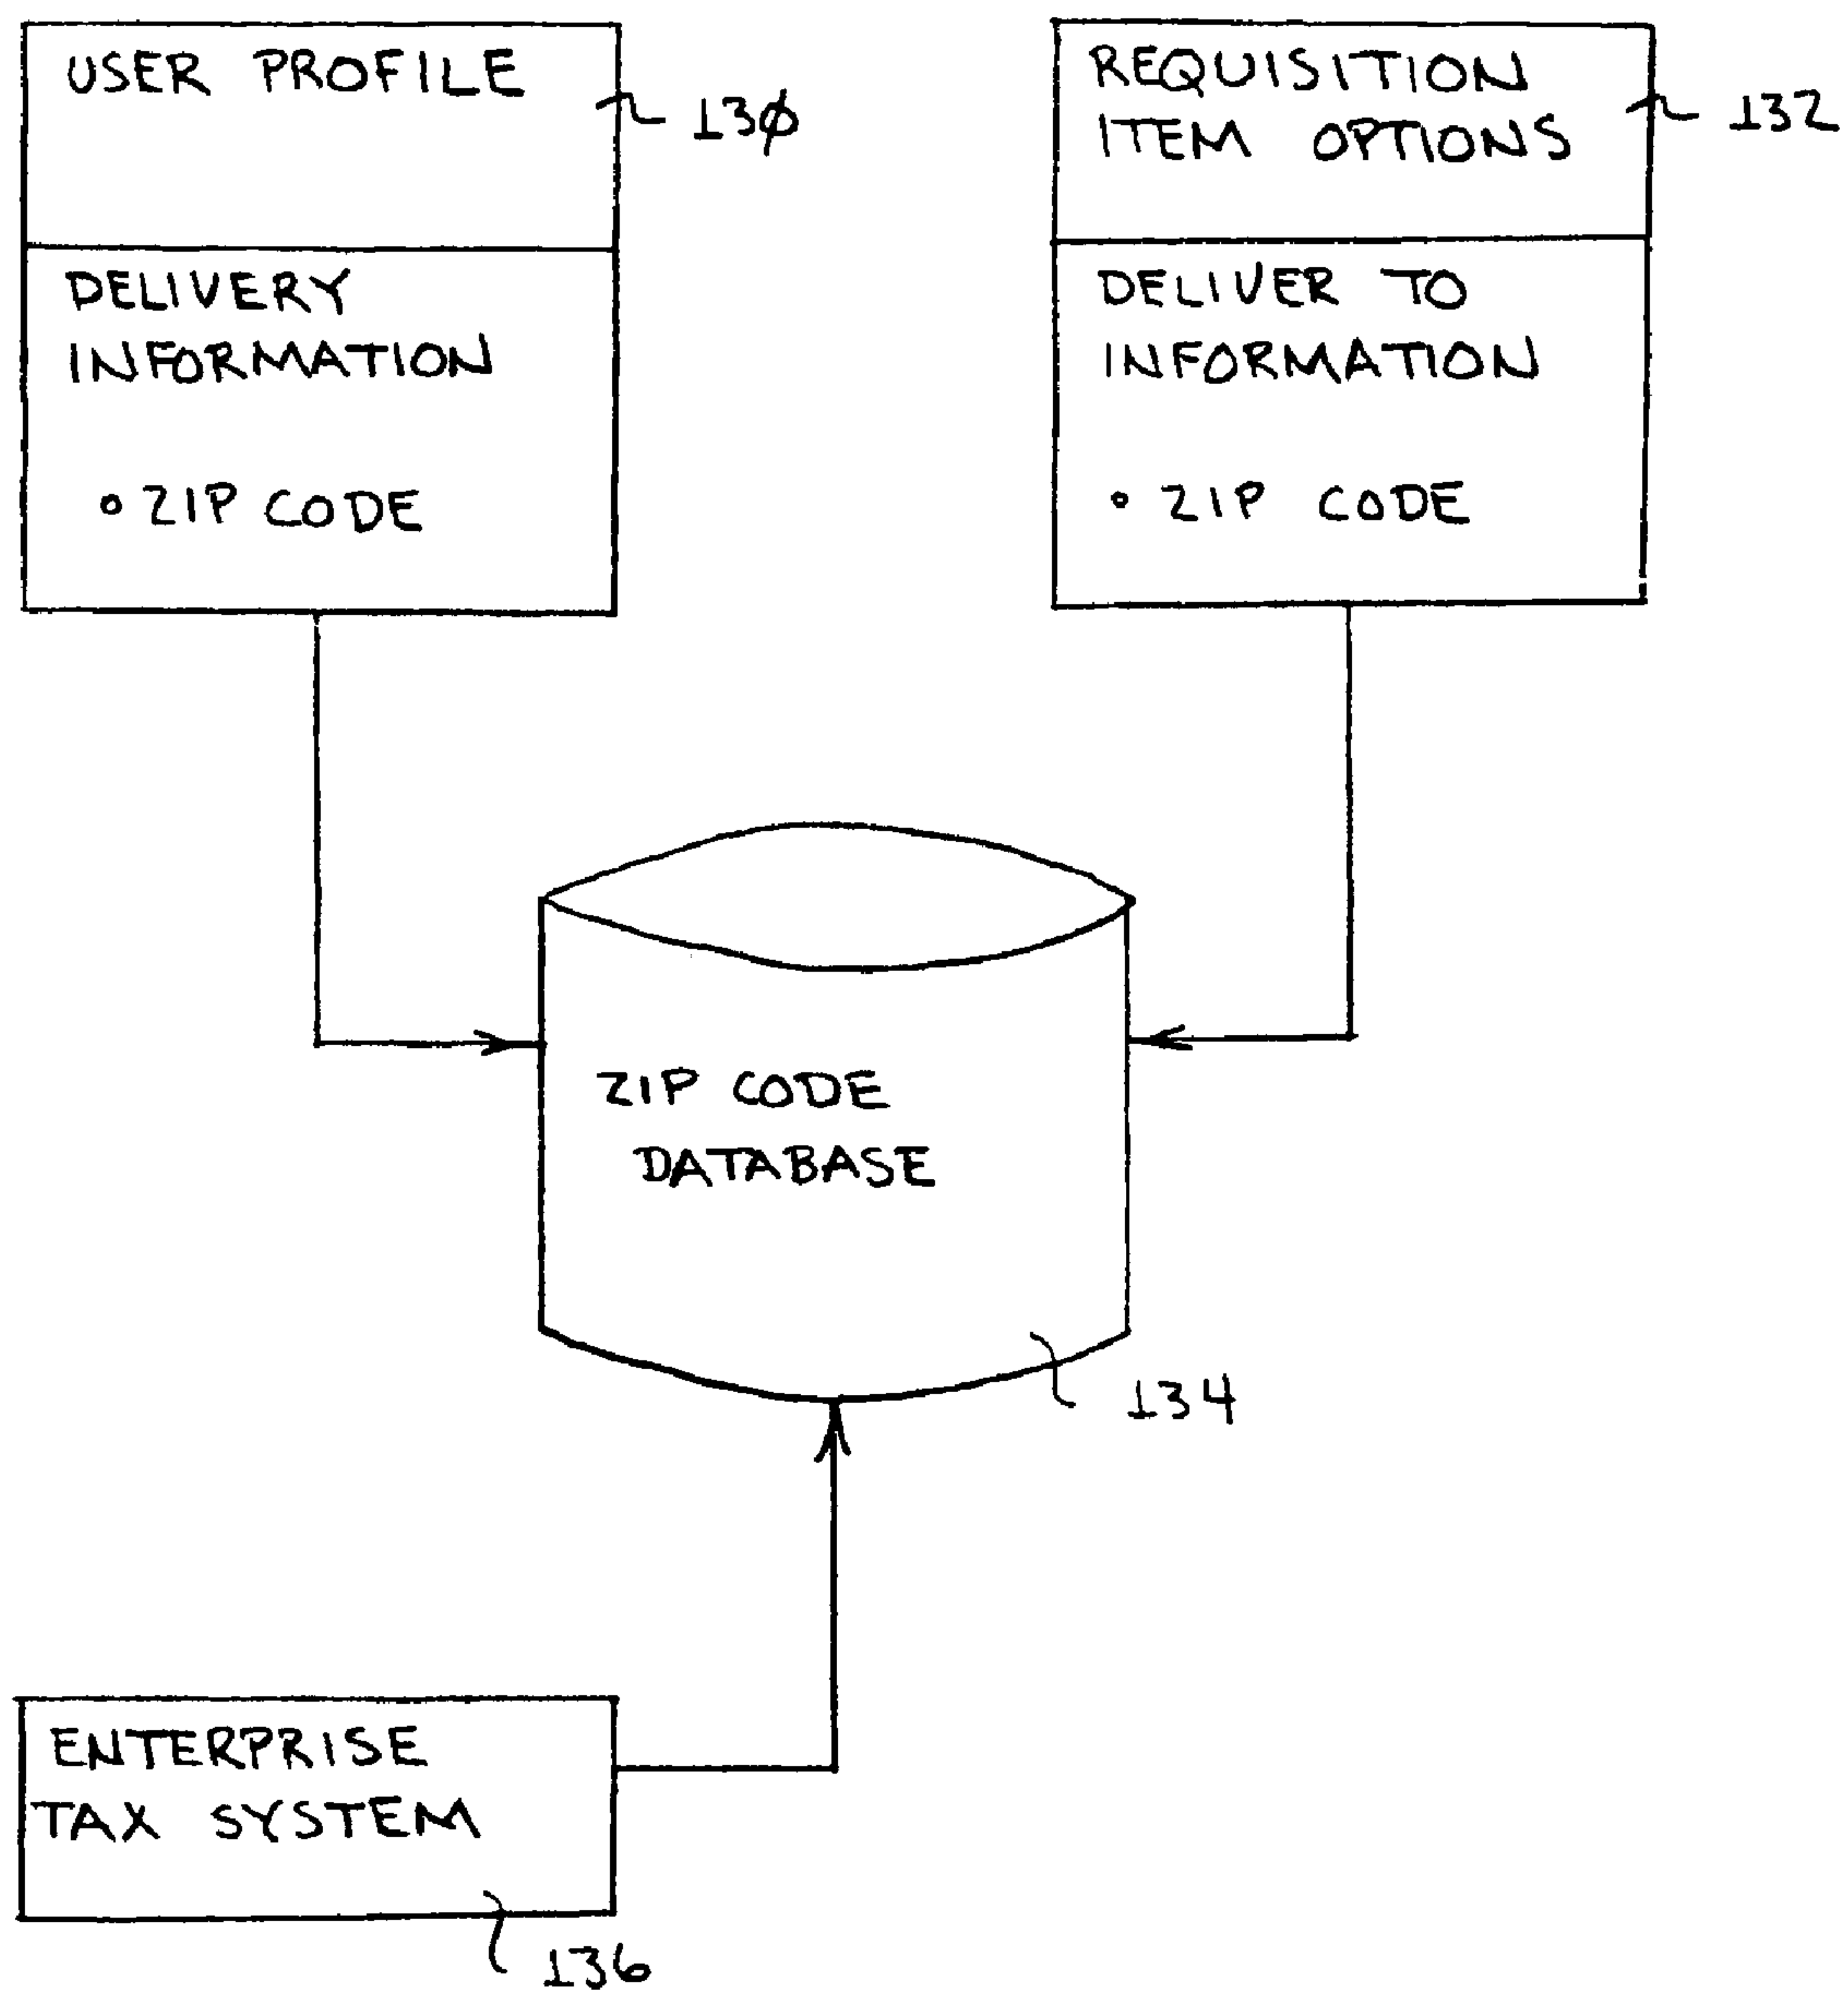 USER PROFILE
130
DELIVERY
INFORMATION
• ZIP CODE
REQUISITION
ITEM OPTIONS
132
DELIVER TO
INFORMATION
• ZIP CODE
ZIP CODE
DATABASE
134
ENTERPRISE
TAX SYSTEM
136